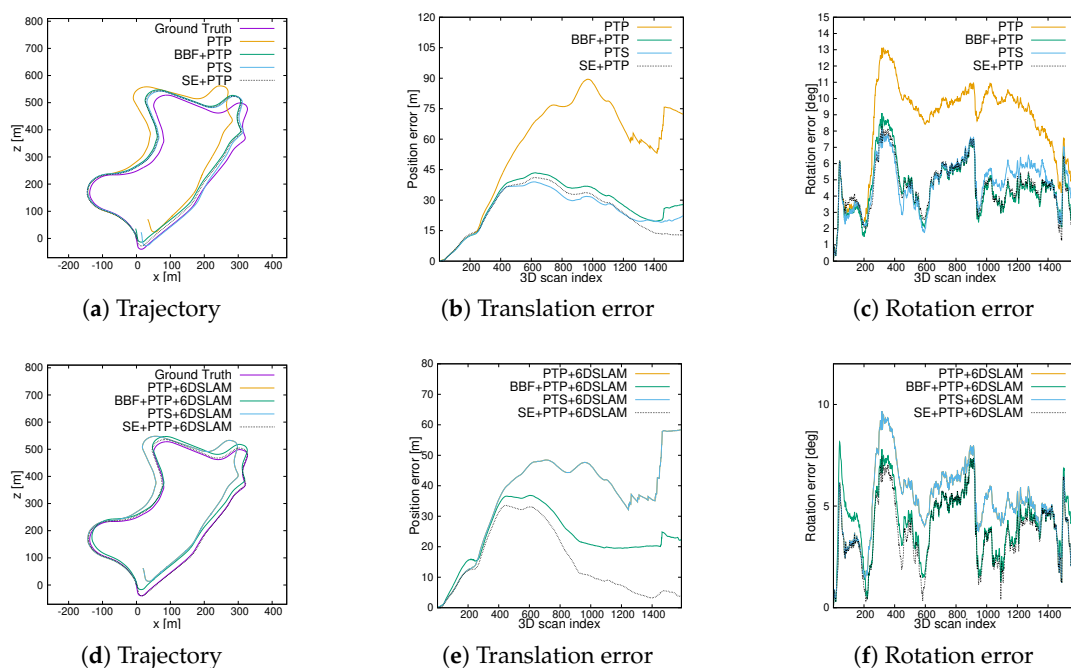 800
700
600
500
400
300
200
100
0
z [m]
-200 -100 0 100 200 300 400
x [m]
Ground Truth
PTP
BBF+PTP
PTS
SE+PTP
(a) Trajectory
120
105
90
75
60
45
30
15
0
Position error [m]
200 400 600 800 1000 1200 1400
3D scan index
PTP
BBF+PTP
PTS
SE+PTP
(b) Translation error
15
14
13
12
11
10
9
8
7
6
5
4
3
2
1
0
Rotation error [deg]
200 400 600 800 1000 1200 1400
3D scan index
PTP
BBF+PTP
PTS
SE+PTP
(c) Rotation error
800
700
600
500
400
300
200
100
0
z [m]
-200 -100 0 100 200 300 400
x [m]
Ground Truth
PTP+6DSLAM
BBF+PTP+6DSLAM
PTS+6DSLAM
SE+PTP+6DSLAM
(d) Trajectory
80
70
60
50
40
30
20
10
0
Position error [m]
200 400 600 800 1000 1200 1400
3D scan index
PTP+6DSLAM
BBF+PTP+6DSLAM
PTS+6DSLAM
SE+PTP+6DSLAM
(e) Translation error
10
5
0
Rotation error [deg]
200 400 600 800 1000 1200 1400
3D scan index
PTP+6DSLAM
BBF+PTP+6DSLAM
PTS+6DSLAM
SE+PTP+6DSLAM
(f) Rotation error